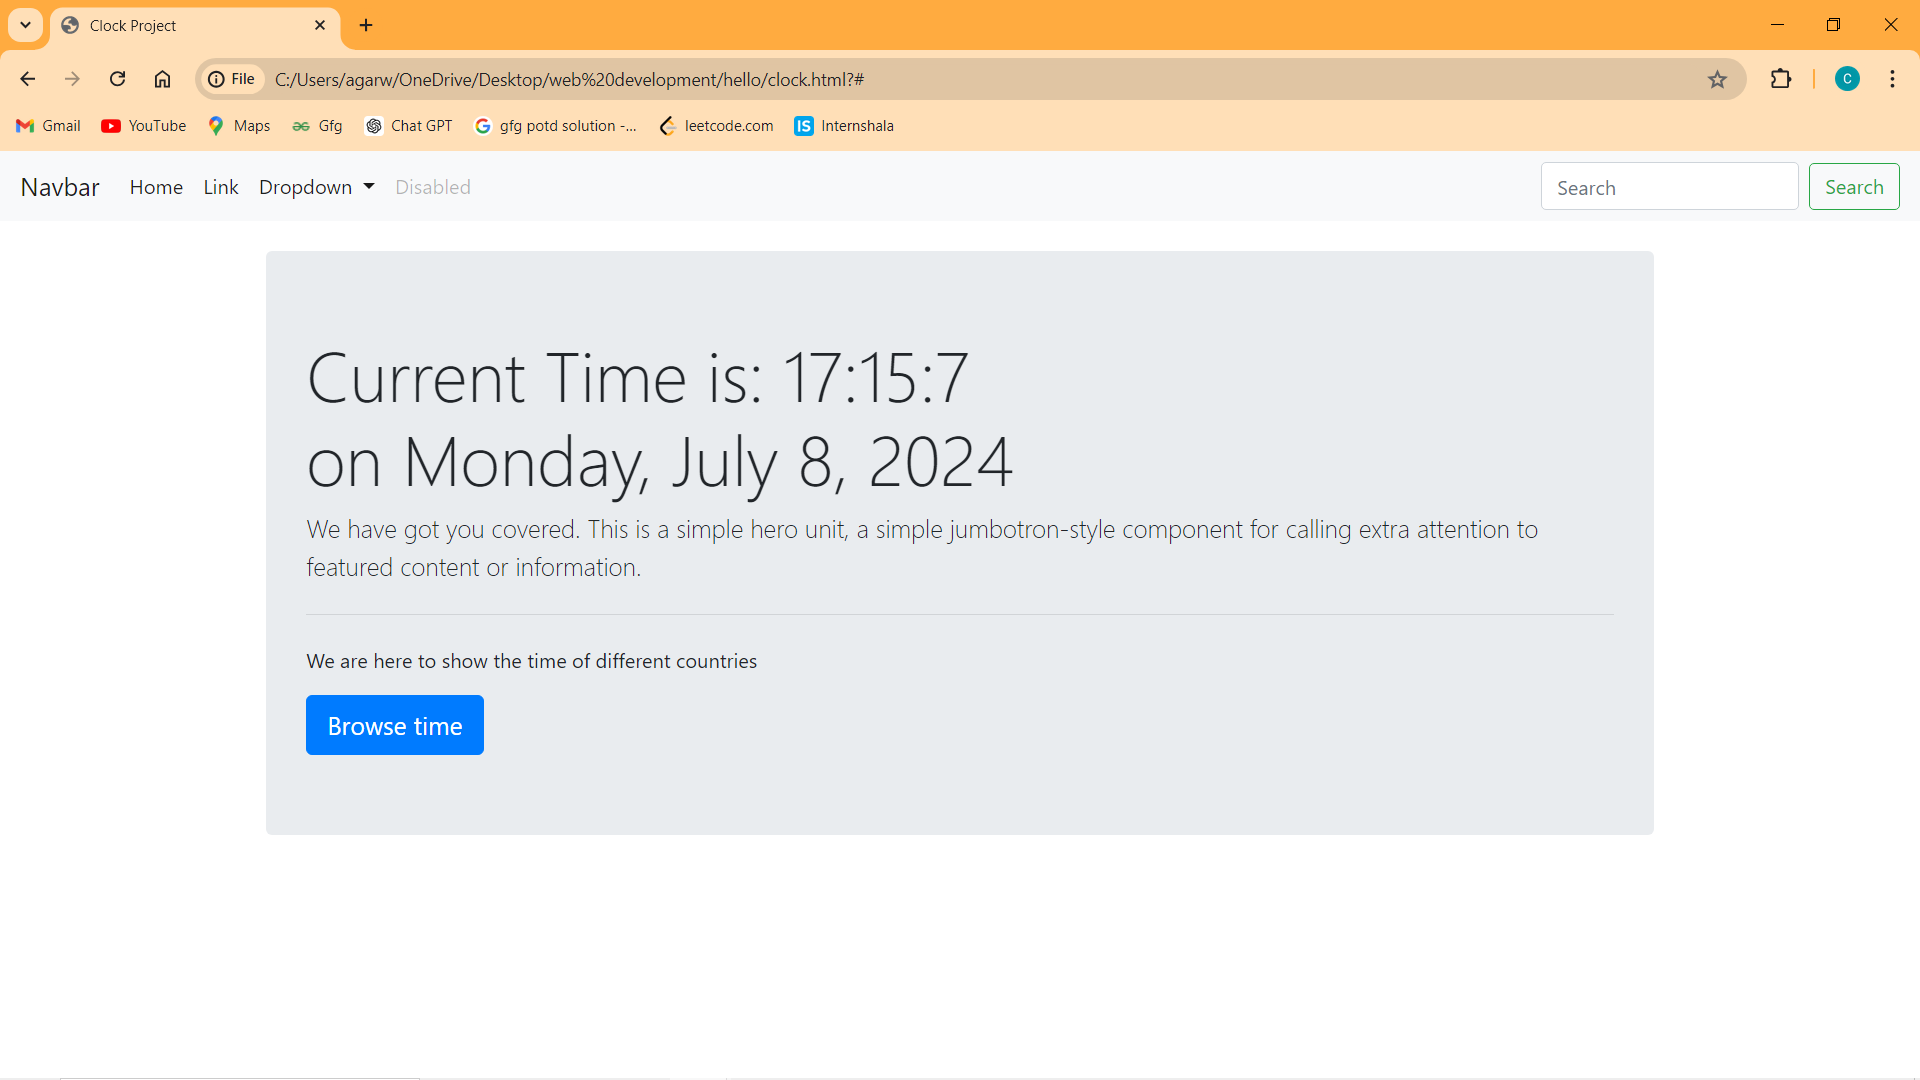 Clock Project
File
C:/Users/agarw/OneDrive/Desktop/web%20development/hello/clock.html?#
C
Gmail
YouTube
Maps
Gfg
Chat GPT
gfg potd solution -...
leetcode.com
IS Internshala
Navbar
Home
Link
Dropdown
Disabled
Search
Search
Current Time is: 17:15:7
on Monday, July 8, 2024
We have got you covered. This is a simple hero unit, a simple jumbotron-style component for calling extra attention to
featured content or information.
We are here to show the time of different countries
Browse time